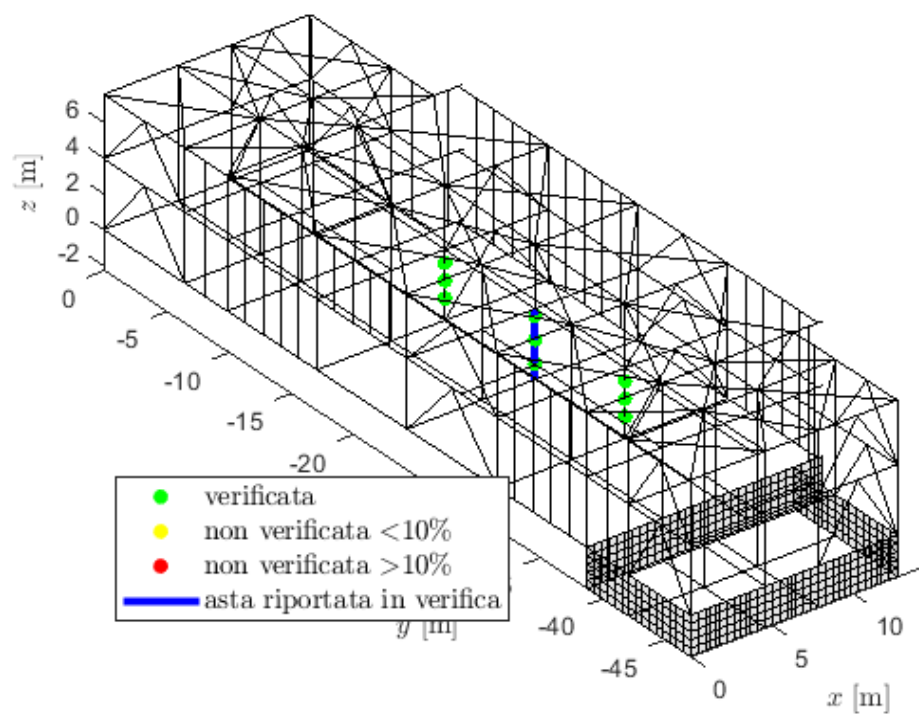 6
4
2
0
-2
z [m]
0
-5
-10
-15
-20
verificata
non verificata <10%
non verificata >10%
asta riportata in verifica
y [m]
-40
-45
0
5
10
x [m]